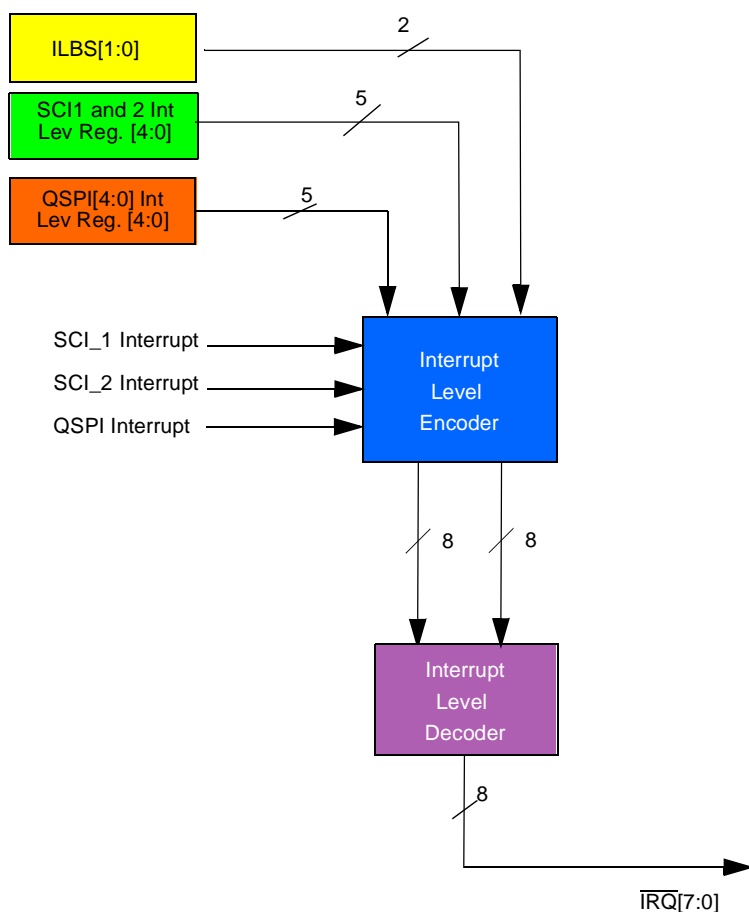 ILBS[1:0]
2
SCI1 and 2 Int
Lev Reg. [4:0]
5
QSPI[4:0] Int
Lev Reg. [4:0]
5
SCI_1 Interrupt
SCI_2 Interrupt
QSPI Interrupt
Interrupt
Level
Encoder
8
8
Interrupt
Level
Decoder
8
I̅R̅Q̅[7:0]